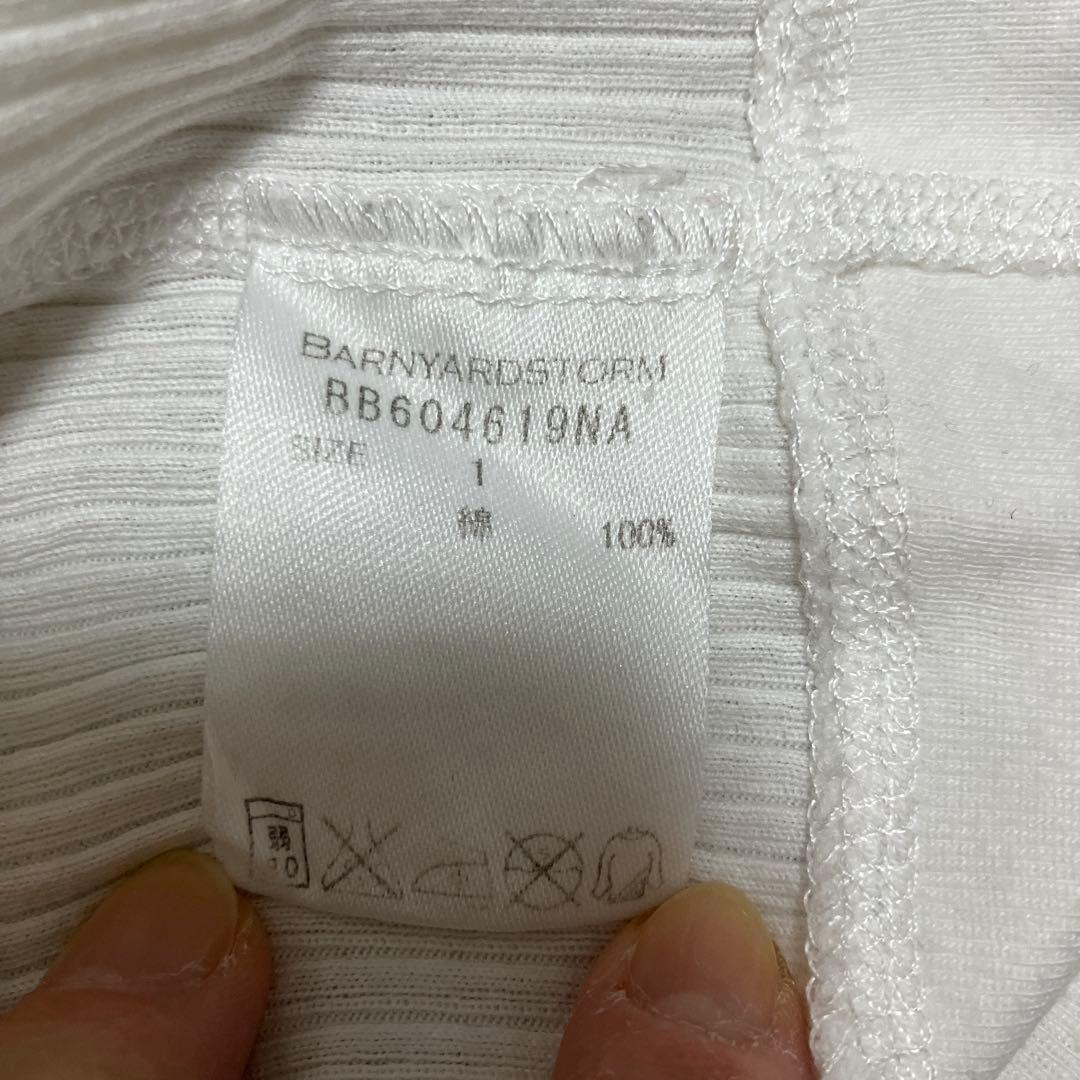 BARNYARDSTORM
BB604619NA
SIZE 1
綿 100%
弱
40